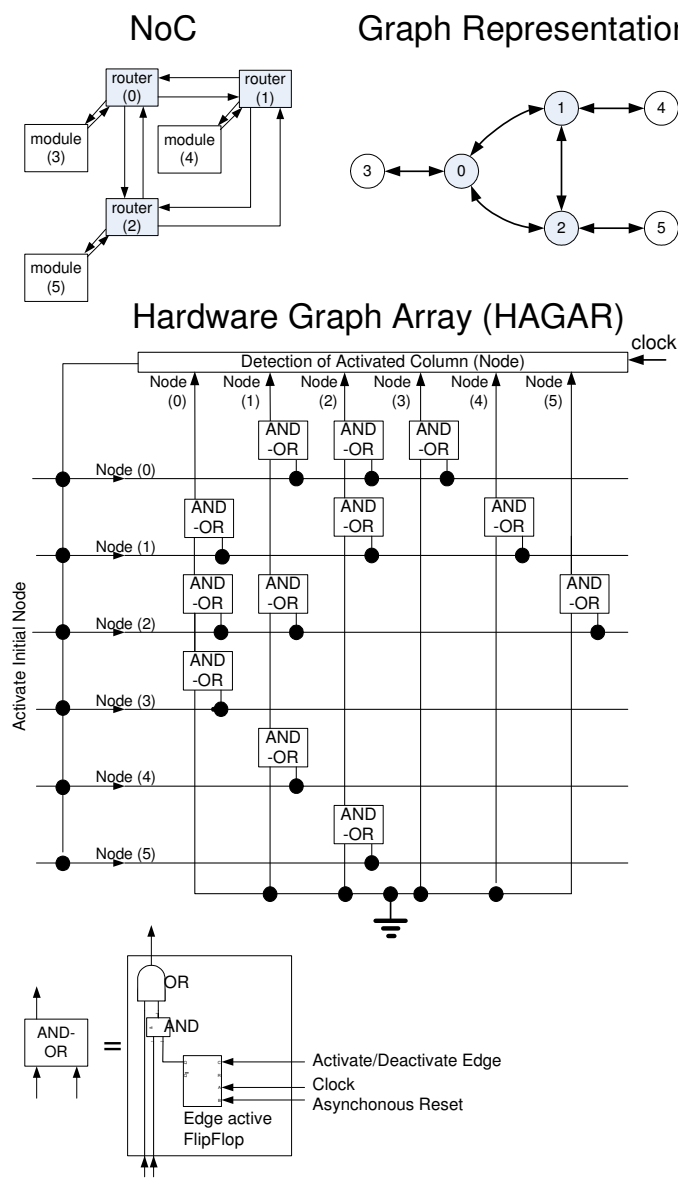 NoC
Graph Representation
router
(0)
router
(1)
module
(3)
module
(4)
router
(2)
module
(5)
1
4
3
0
2
5
Hardware Graph Array (HAGAR)
clock
Detection of Activated Column (Node)
Node
(0)
Node
(1)
Node
(2)
Node
(3)
Node
(4)
Node
(5)
AND
-OR
AND
-OR
AND
-OR
Node (0)
AND
-OR
AND
-OR
AND
-OR
Node (1)
AND
-OR
AND
-OR
AND
-OR
Node (2)
AND
-OR
Node (3)
AND
-OR
Node (4)
AND
-OR
Node (5)
Activate Initial Node
OR
AND
AND-
OR
=
Activate/Deactivate Edge
Clock
Asynchonous Reset
Edge active
FlipFlop